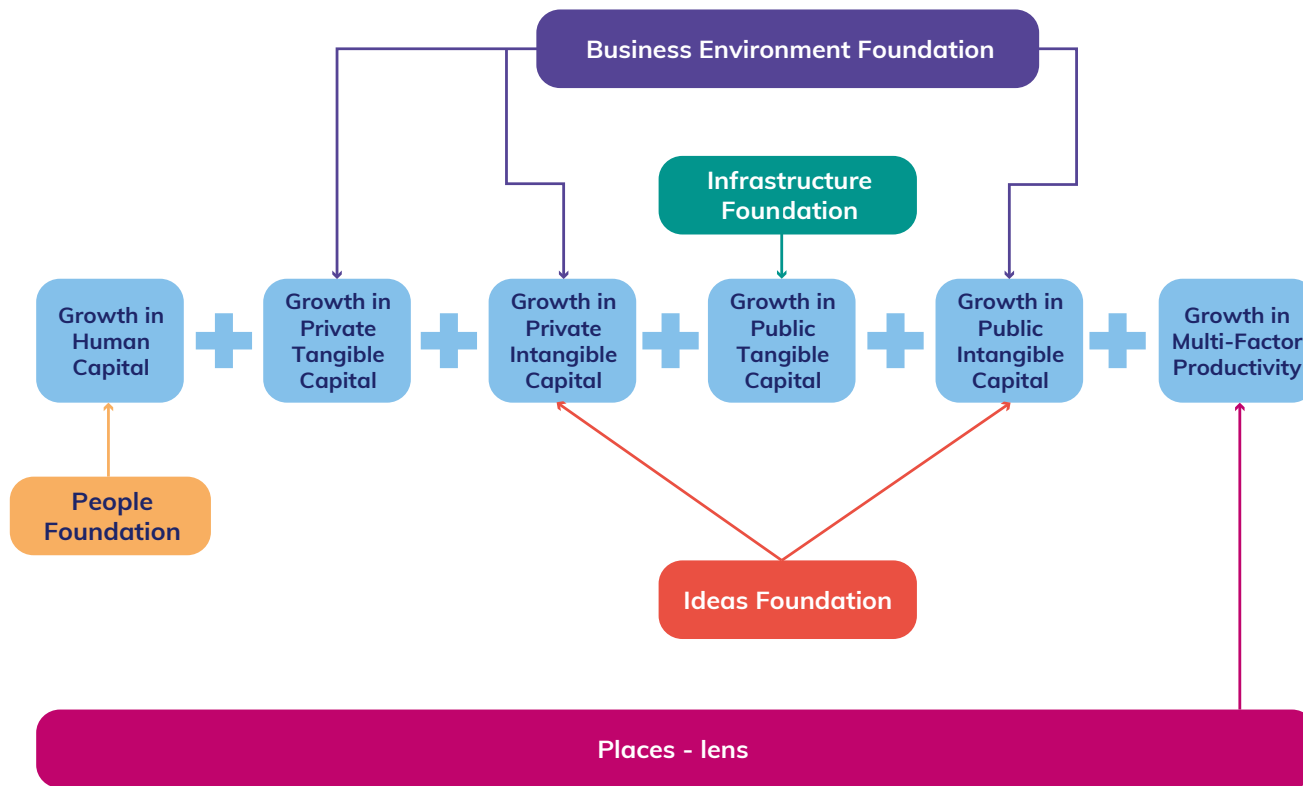 Business Environment Foundation
Infrastructure
Foundation
Growth in
Human
Capital
Growth in
Private
Tangible
Capital
Growth in
Private
Intangible
Capital
Growth in
Public
Tangible
Capital
Growth in
Public
Intangible
Capital
Growth in
Multi-Factor
Productivity
People
Foundation
Ideas Foundation
Places - lens